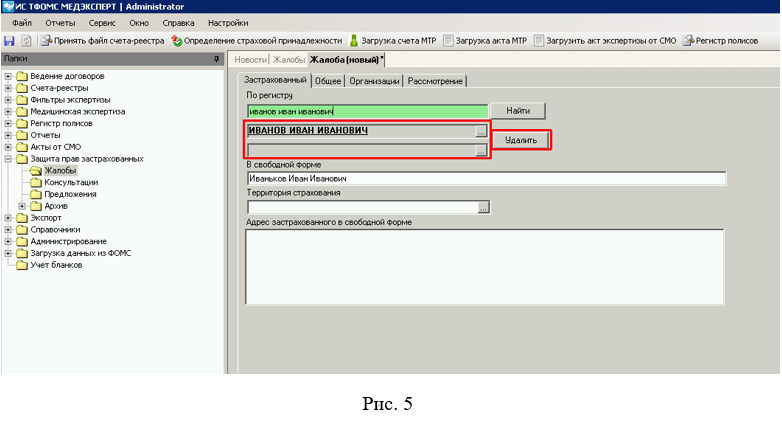 ИС ТФОМС МЕДЭКСПЕРТ | Administrator
Файл Отчеты Сервис Окно Справка Настройки
Принять файл счета-реестра Определение страховой принадлежности Загрузка счета МТР Загрузка акта МТР Загрузить акт экспертизы от СМО Регистр полисов
Папки
Новости Жалобы Жалоба (новый)*
Ведение договоров
Счета-реестры
Фильтры экспертизы
Медицинская экспертиза
Регистр полисов
Отчеты
Акты от СМО
Защита прав застрахованных
Жалобы
Консультации
Предложения
Архив
Экспорт
Справочники
Администрирование
Загрузка данных из ФОМС
Учет бланков
Застрахованный Общее Организации Рассмотрение
По регистру
иванов иван иванович Найти
ИВАНОВ ИВАН ИВАНОВИЧ ...
Удалить
...
В свободной форме
Иваньков Иван Иванович
Территория страхования
...
Адрес застрахованного в свободной форме
Рис. 5